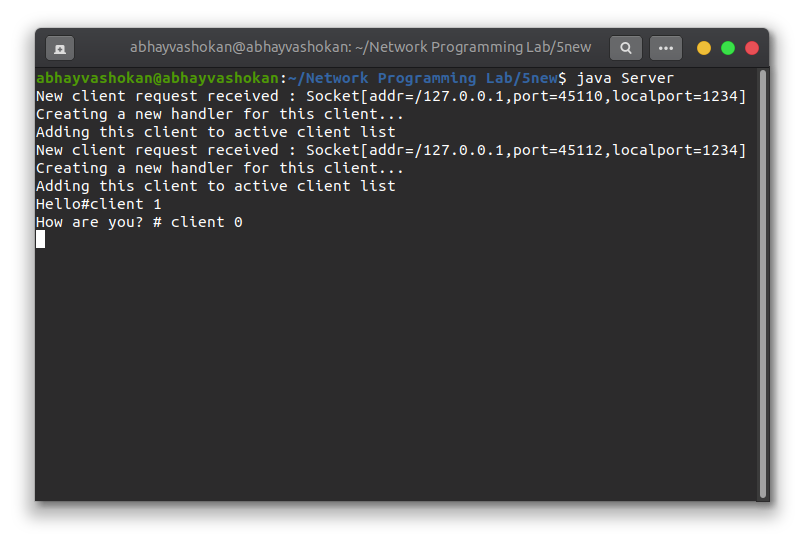 abhayvashokan@abhayvashokan: ~/Network Programming Lab/5new
abhayvashokan@abhayvashokan:~/Network Programming Lab/5new$ java Server
New client request received : Socket[addr=/127.0.0.1,port=45110,localport=1234]
Creating a new handler for this client...
Adding this client to active client list
New client request received : Socket[addr=/127.0.0.1,port=45112,localport=1234]
Creating a new handler for this client...
Adding this client to active client list
Hello#client 1
How are you? # client 0